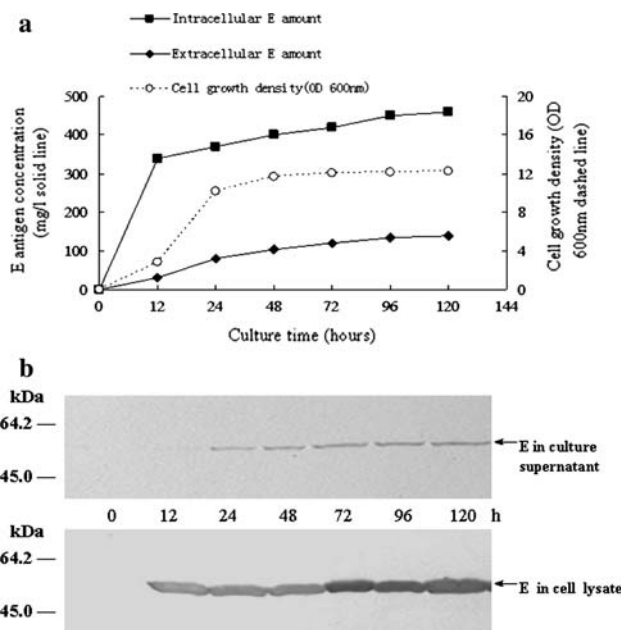 a
Intracellular E amount
Extracellular E amount
Cell growth density(OD 600nm)
E antigen concentration
(mg/l solid line)
500
400
300
200
100
0
20
16
12
8
4
0
Cell growth density (OD
600nm dashed line)
0 12 24 48 72 96 120 144
Culture time (hours)
b
kDa
64.2
45.0
E in culture
supernatant
0 12 24 48 72 96 120 h
kDa
64.2
45.0
E in cell lysate